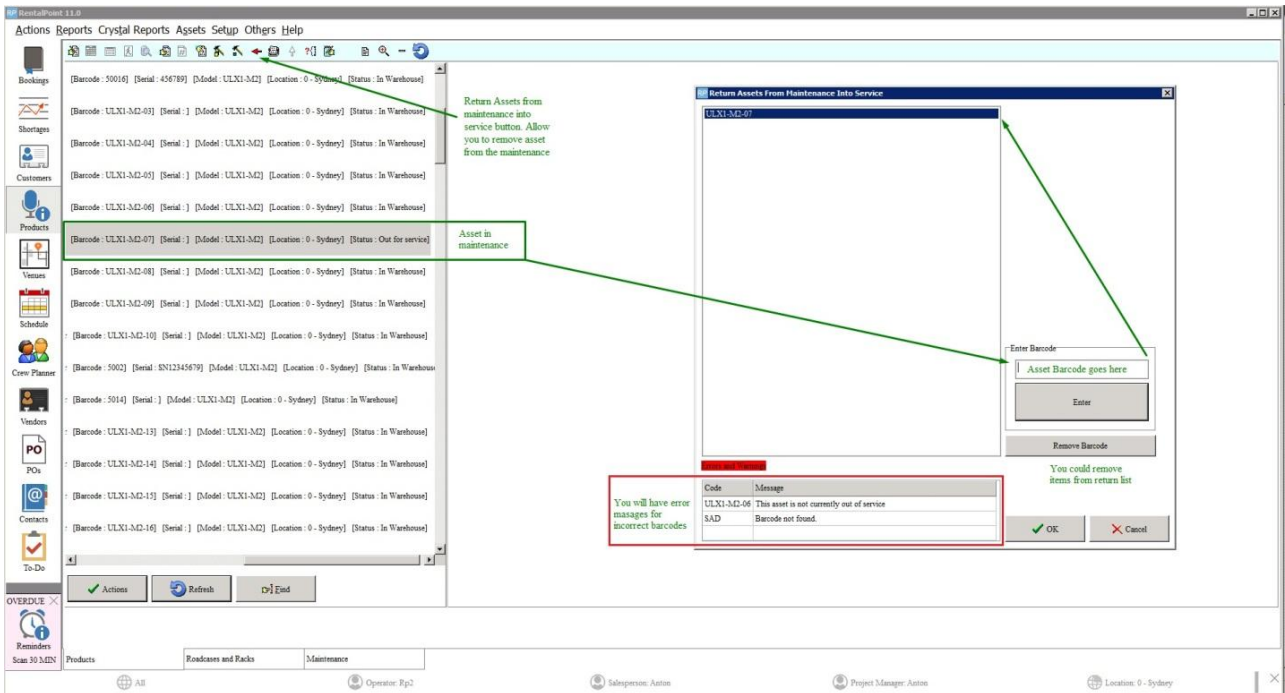 RP RentalPoint 11.0
Actions Reports Crystal Reports Assets Setup Others Help
Bookings
Shortages
Customers
Products
Venues
Schedule
Crew Planner
Vendors
PO
POs
Contacts
To-Do
OVERDUE
Reminders
Scan 30 MIN
[Barcode : 50016] [Serial : 456789] [Model : ULX1-M2] [Location : 0 - Sydney] [Status : In Warehouse]
[Barcode : ULX1-M2-03] [Serial : ] [Model : ULX1-M2] [Location : 0 - Sydney] [Status : In Warehouse]
[Barcode : ULX1-M2-04] [Serial : ] [Model : ULX1-M2] [Location : 0 - Sydney] [Status : In Warehouse]
[Barcode : ULX1-M2-05] [Serial : ] [Model : ULX1-M2] [Location : 0 - Sydney] [Status : In Warehouse]
[Barcode : ULX1-M2-06] [Serial : ] [Model : ULX1-M2] [Location : 0 - Sydney] [Status : In Warehouse]
[Barcode : ULX1-M2-07] [Serial : ] [Model : ULX1-M2] [Location : 0 - Sydney] [Status : Out for service]
[Barcode : ULX1-M2-08] [Serial : ] [Model : ULX1-M2] [Location : 0 - Sydney] [Status : In Warehouse]
[Barcode : ULX1-M2-09] [Serial : ] [Model : ULX1-M2] [Location : 0 - Sydney] [Status : In Warehouse]
: [Barcode : ULX1-M2-10] [Serial : ] [Model : ULX1-M2] [Location : 0 - Sydney] [Status : In Warehouse]
: [Barcode : 5002] [Serial : SN12345679] [Model : ULX1-M2] [Location : 0 - Sydney] [Status : In Warehouse
: [Barcode : 5014] [Serial : ] [Model : ULX1-M2] [Location : 0 - Sydney] [Status : In Warehouse]
: [Barcode : ULX1-M2-13] [Serial : ] [Model : ULX1-M2] [Location : 0 - Sydney] [Status : In Warehouse]
: [Barcode : ULX1-M2-14] [Serial : ] [Model : ULX1-M2] [Location : 0 - Sydney] [Status : In Warehouse]
: [Barcode : ULX1-M2-15] [Serial : ] [Model : ULX1-M2] [Location : 0 - Sydney] [Status : In Warehouse]
: [Barcode : ULX1-M2-16] [Serial : ] [Model : ULX1-M2] [Location : 0 - Sydney] [Status : In Warehouse]
Actions
Refresh
Find
Products
Roadcases and Racks
Maintenance
Return Assets from
maintenance into
service button. Allow
you to remove asset
from the maintenance
Asset in
maintenance
RP Return Assets From Maintenance Into Service
ULX1-M2-07
Enter Barcode
Asset Barcode goes here
Enter
Remove Barcode
You could remove
items from return list
Errors and Warnings
Code Message
ULX1-M2-06 This asset is not currently out of service
SAD Barcode not found.
You will have error
masages for
incorrect barcodes
OK
Cancel
All
Operator: Rp2
Salesperson: Anton
Project Manager: Anton
Location: 0 - Sydney